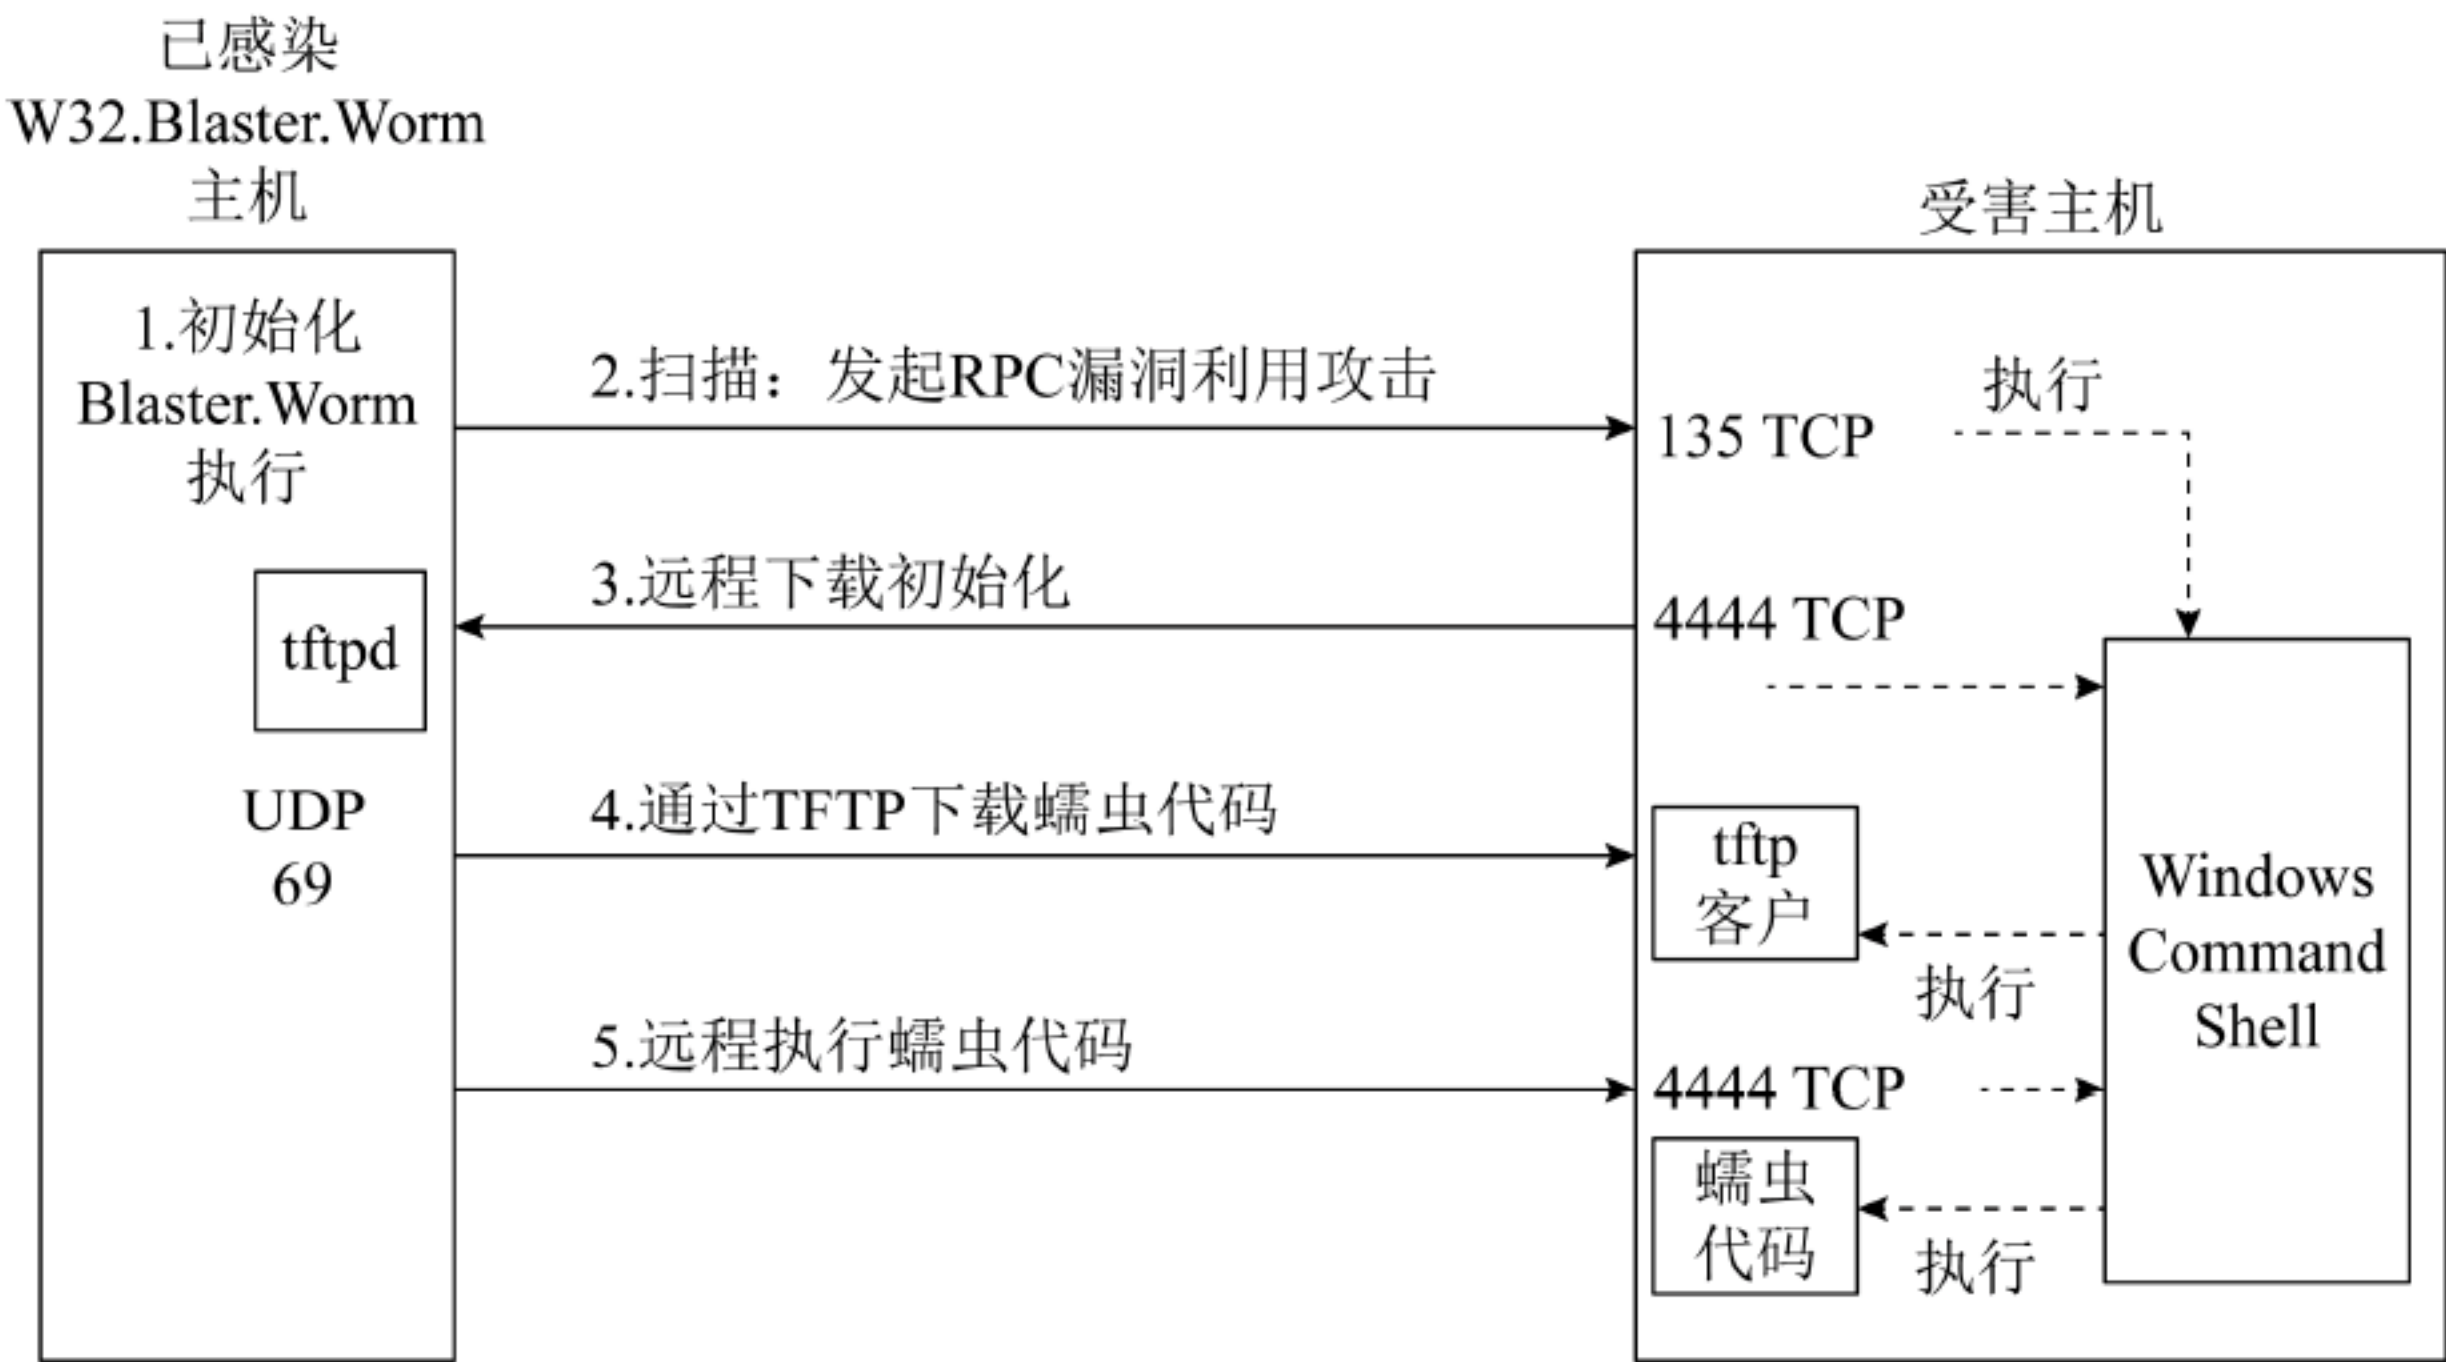 已感染
W32.Blaster.Worm
主机
受害主机
1.初始化
Blaster.Worm
执行
tftpd
UDP
69
2.扫描：发起RPC漏洞利用攻击
3.远程下载初始化
4.通过TFTP下载蠕虫代码
5.远程执行蠕虫代码
135 TCP
执行
4444 TCP
tftp
客户
执行
4444 TCP
蠕虫
代码
执行
Windows
Command
Shell